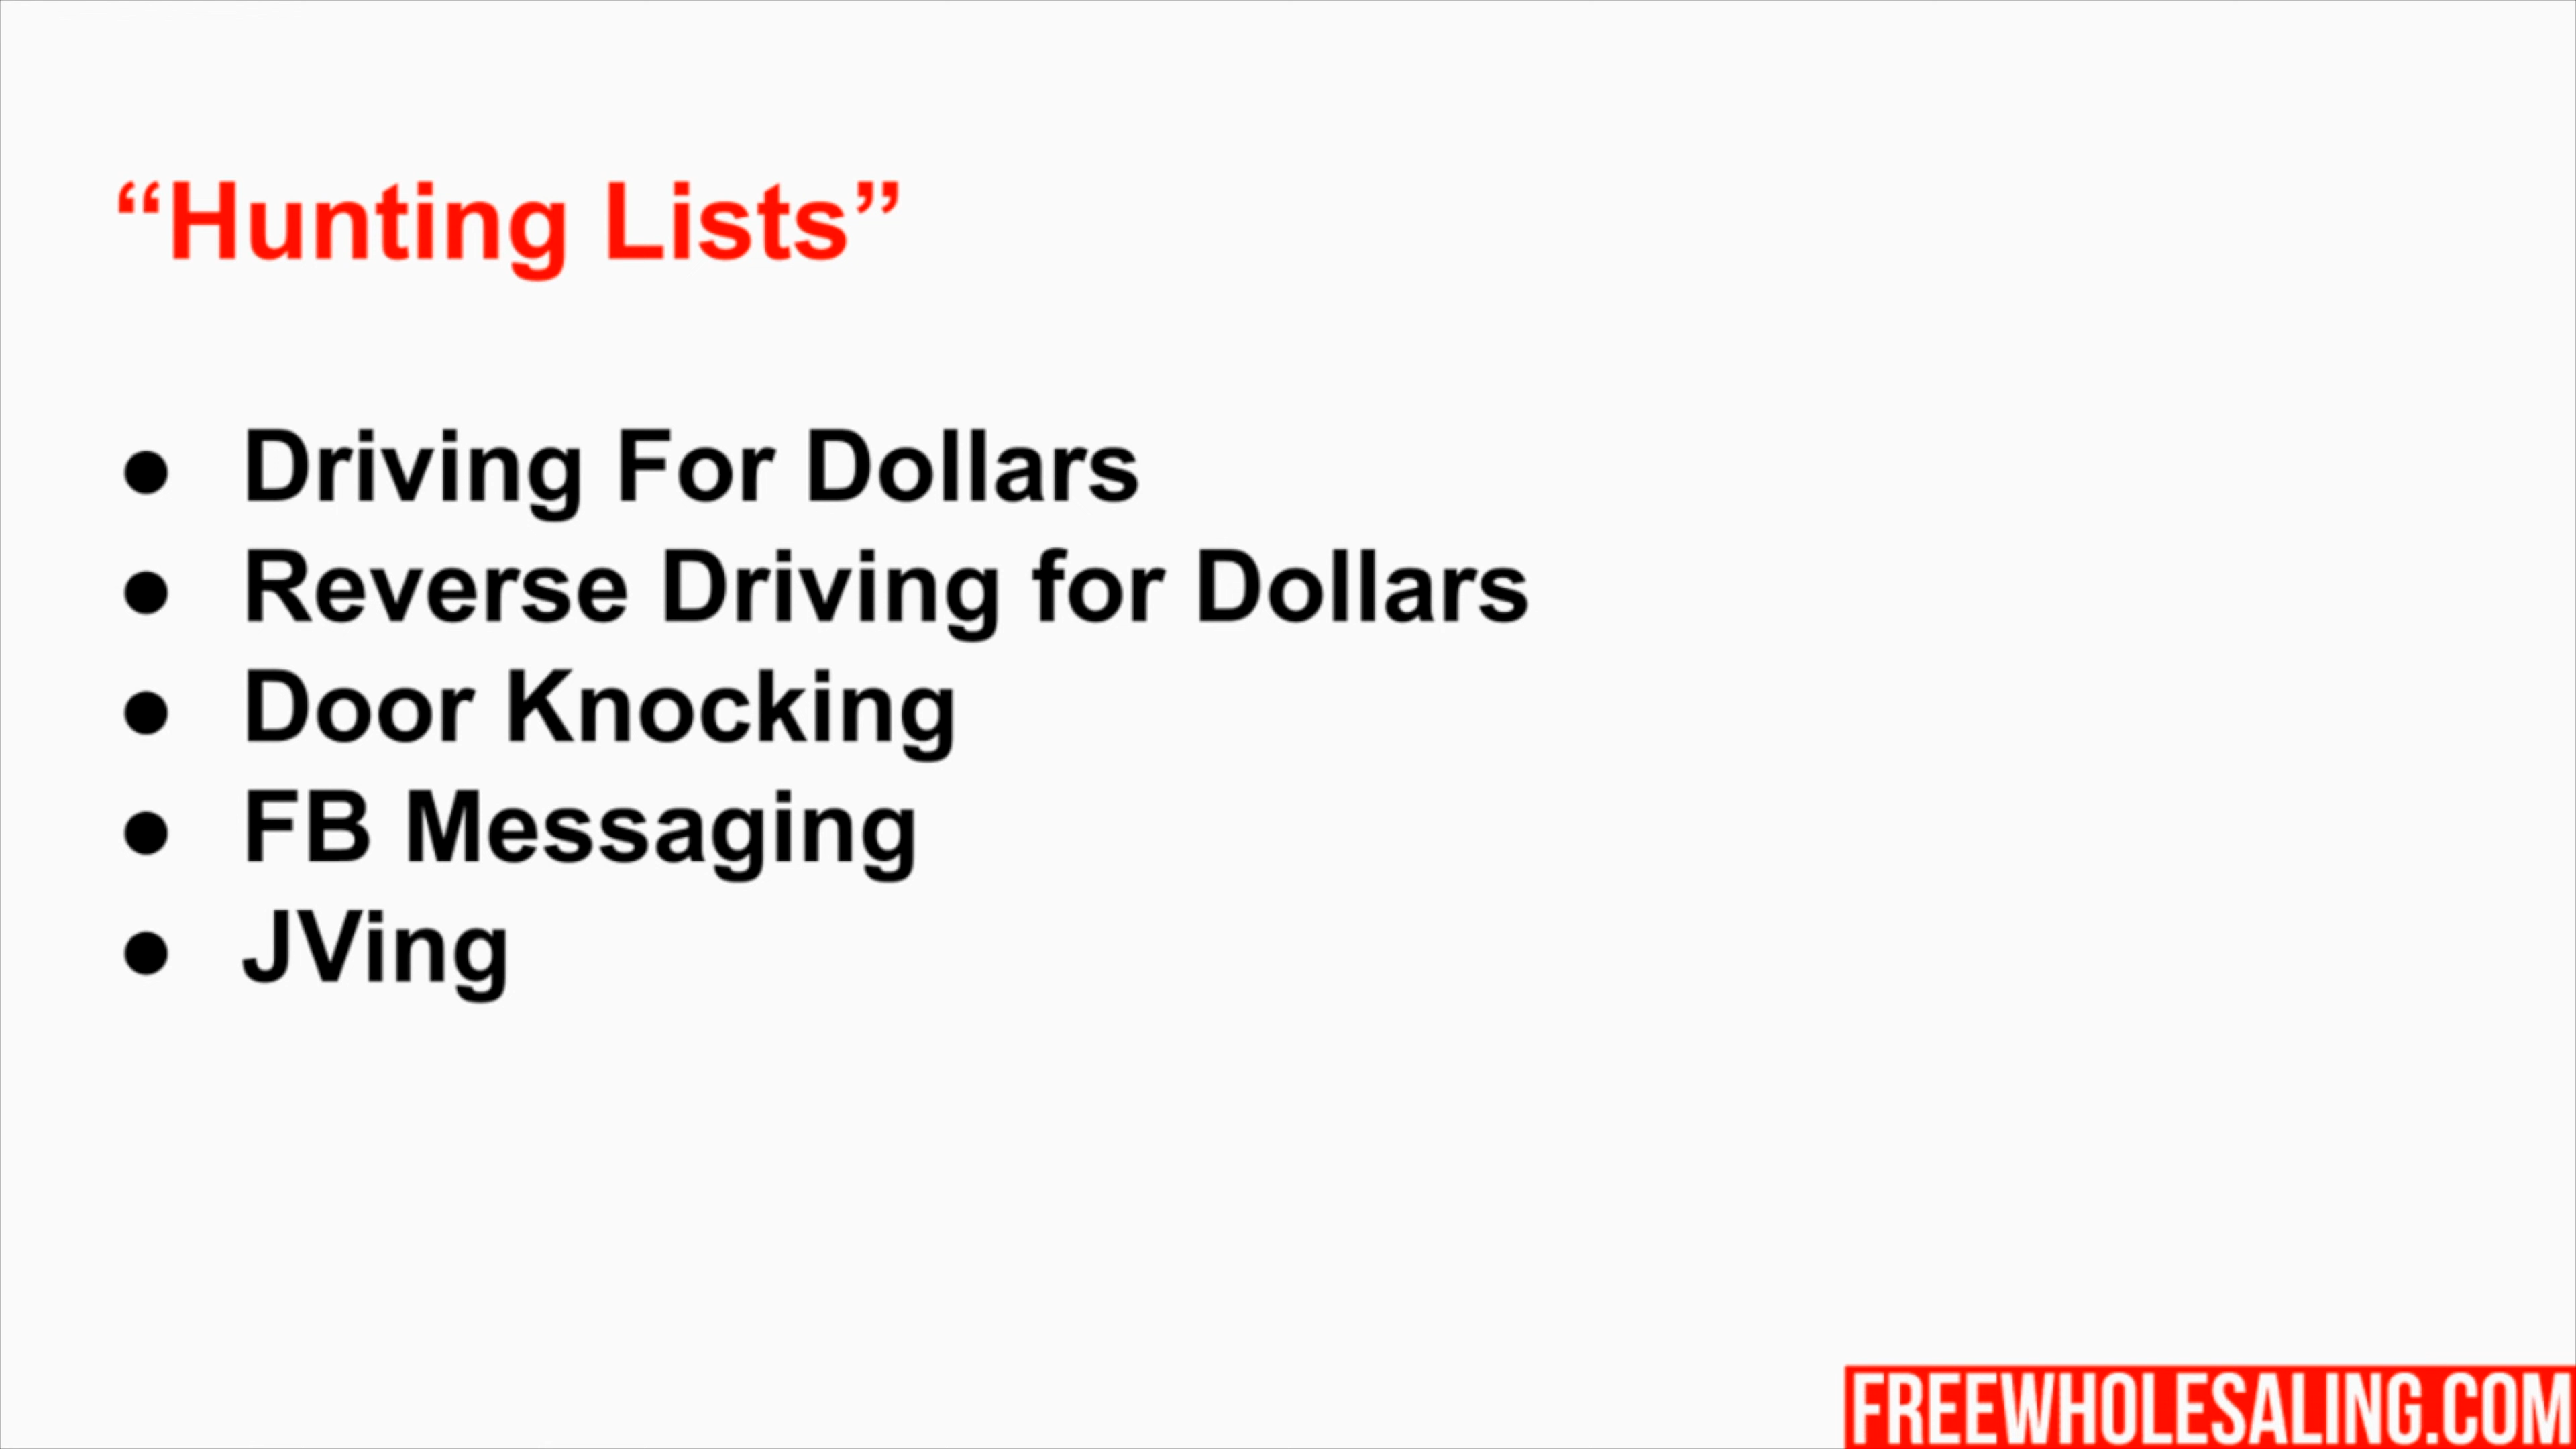 “Hunting Lists”
● Driving For Dollars
● Reverse Driving for Dollars
● Door Knocking
● FB Messaging
● JVing
FREEWHOLESALING.COM